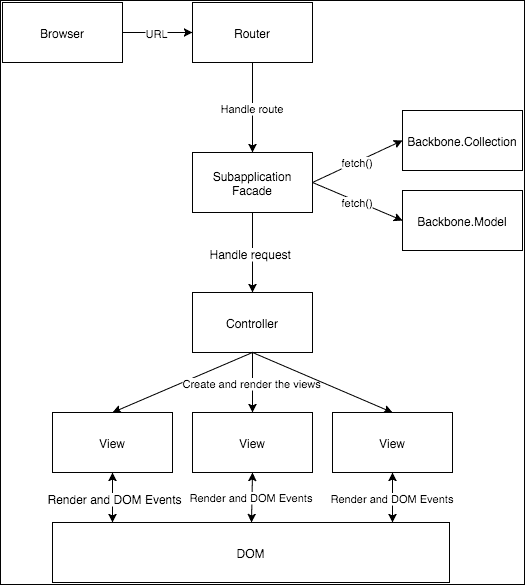 Browser
URL
Router
Handle route
Backbone.Collection
fetch()
Subapplication
Facade
fetch()
Backbone.Model
Handle request
Controller
Create and render the views
View
View
View
Render and DOM Events
Render and DOM Events
Render and DOM Events
DOM